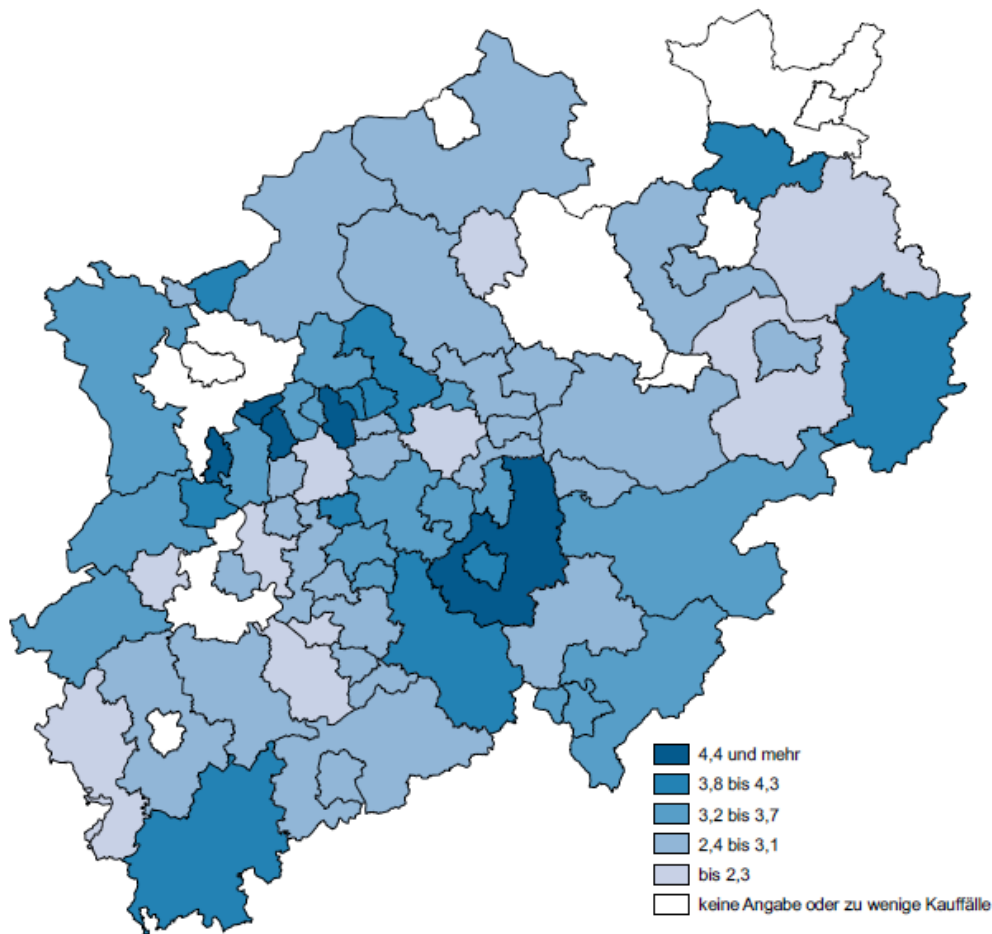 4,4 und mehr
3,8 bis 4,3
3,2 bis 3,7
2,4 bis 3,1
bis 2,3
keine Angabe oder zu wenige Kauffälle